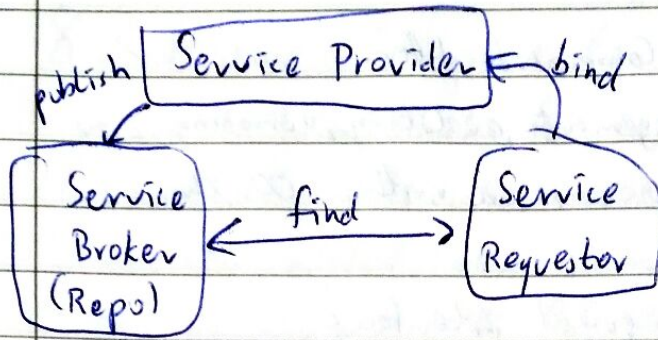 publish
Service Provider
bind
Service
Broker
(Repo)
find
Service
Requestor